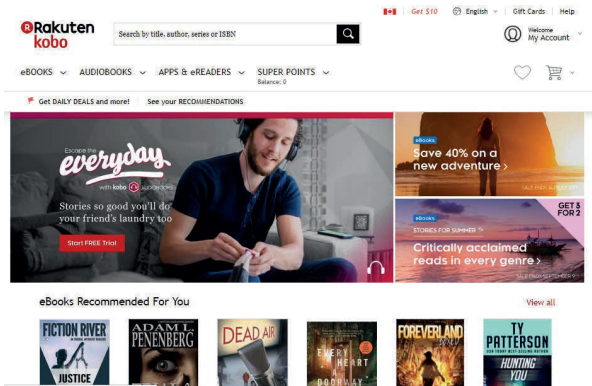 Get $10
English
Gift Cards
Help
Rakuten
kobo
Search by title, author, series or ISBN
Welcome
My Account
eBOOKS
AUDIOBOOKS
APPS & eREADERS
SUPER POINTS
Balance: 0
Get DAILY DEALS and more!
See your RECOMMENDATIONS
Escape the
everyday
with kobo audiobooks
Stories so good you'll do
your friend's laundry too
Start FREE Trial
eBooks
Save 40% on a
new adventure >
eBooks
GET 3
FOR 2
STORIES FOR SUMMER
Critically acclaimed
reads in every genre >
eBooks Recommended For You
View all
FICTION RIVER
JUSTICE
ADAM L.
PENENBERG
DEAD AIR
EVERY
HEART
A
DOORWAY
FOREVERLAND
TY
PATTERSON
HUNTING
YOU